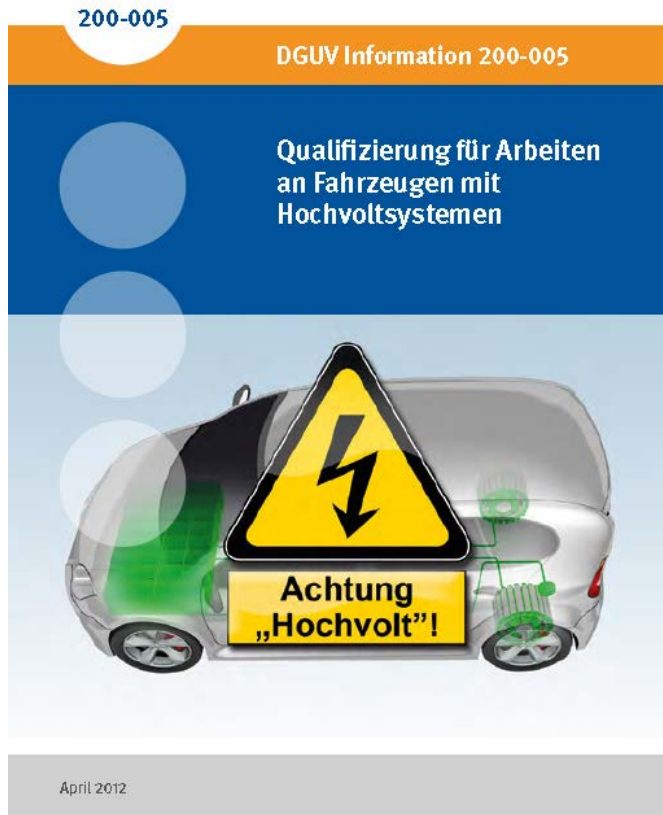 200-005
DGUV Information 200-005
Qualifizierung für Arbeiten
an Fahrzeugen mit
Hochvoltsystemen
Achtung
„Hochvolt”!
April 2012